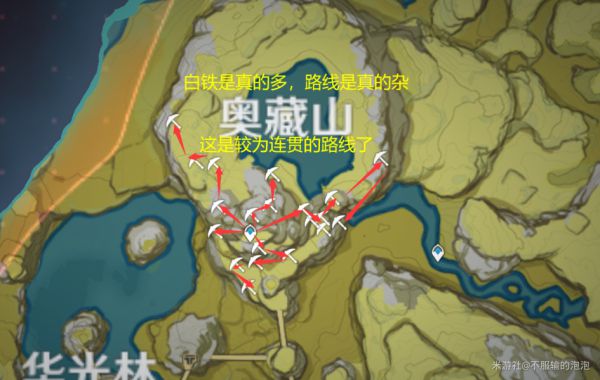 白铁是真的多，路线是真的杂
奥藏山
这是较为连贯的路线了
华光林
米游社@不服输的泡泡